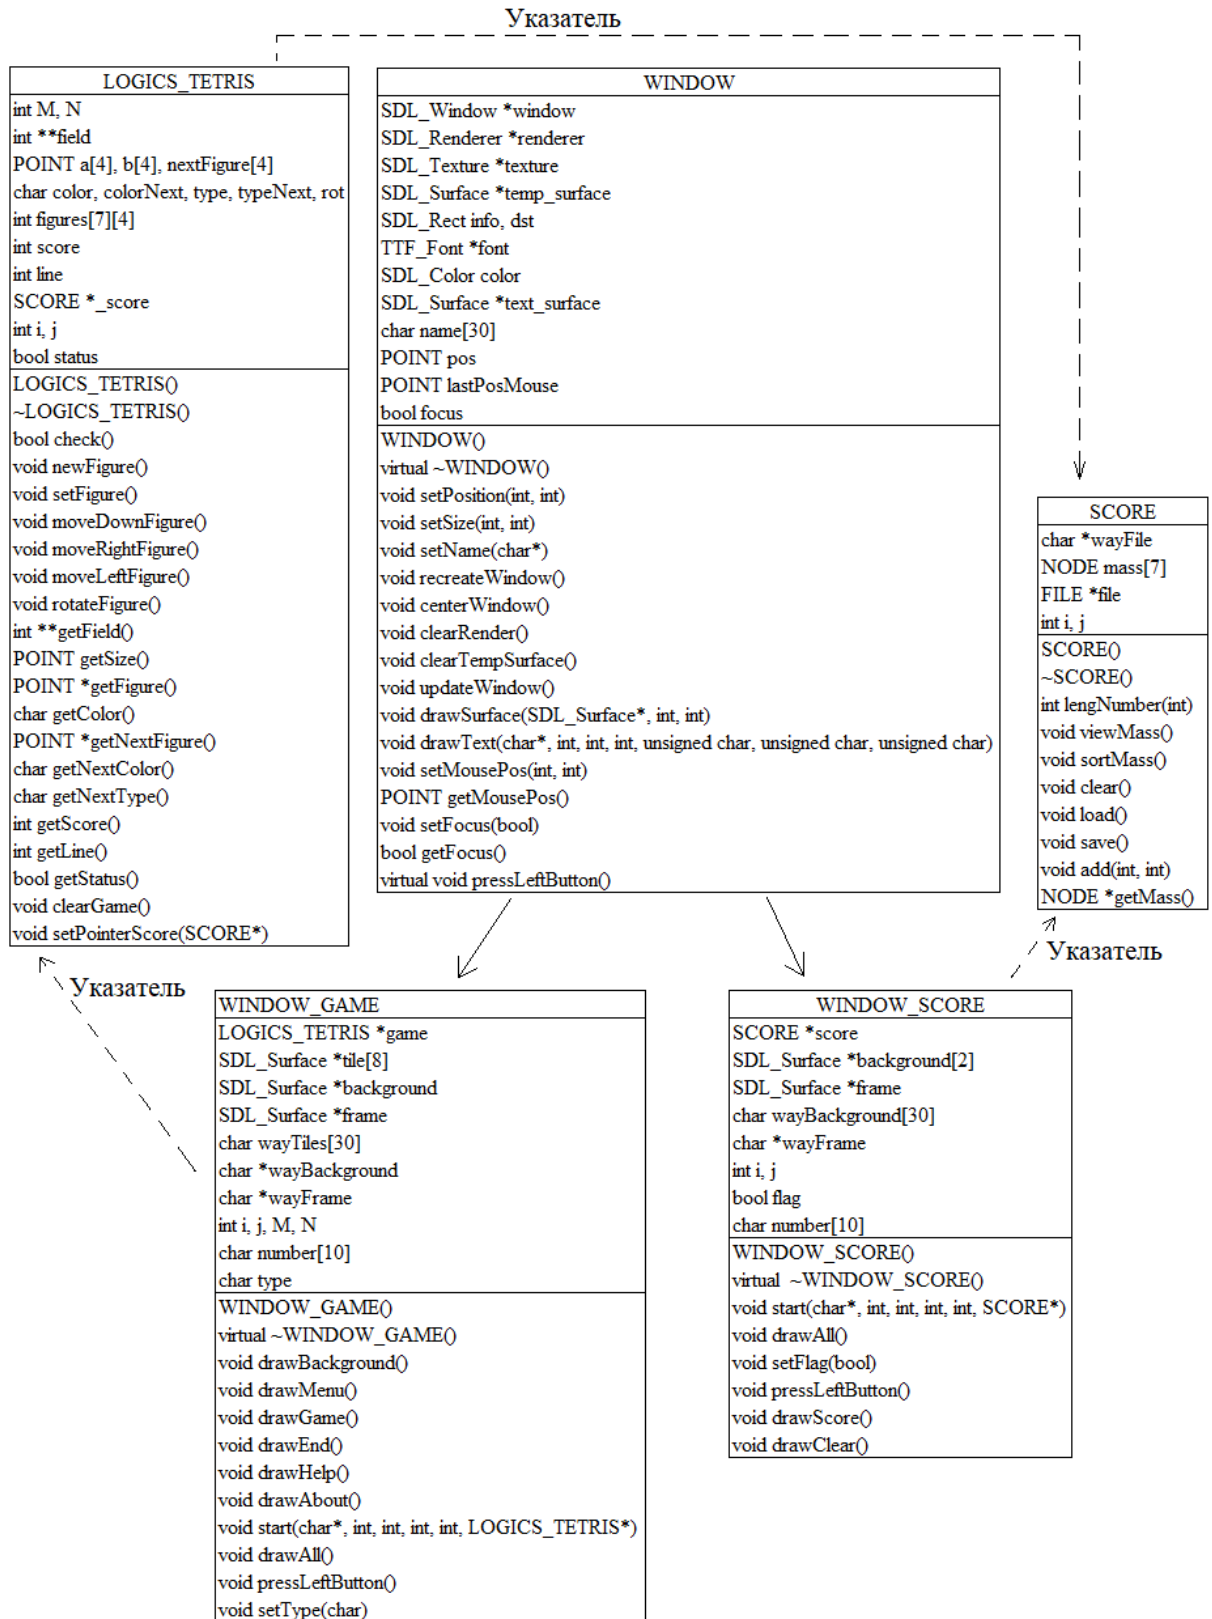 Указатель
LOGICS_TETRIS
int M, N
int **field
POINT a[4], b[4], nextFigure[4]
char color, colorNext, type, typeNext, rot
int figures[7][4]
int score
int line
SCORE *_score
int i, j
bool status
LOGICS_TETRIS()
~LOGICS_TETRIS()
bool check()
void newFigure()
void setFigure()
void moveDownFigure()
void moveRightFigure()
void moveLeftFigure()
void rotateFigure()
int **getField()
POINT getSize()
POINT *getFigure()
char getColor()
POINT *getNextFigure()
char getNextColor()
char getNextType()
int getScore()
int getLine()
bool getStatus()
void clearGame()
void setPointerScore(SCORE*)
WINDOW
SDL_Window *window
SDL_Renderer *renderer
SDL_Texture *texture
SDL_Surface *temp_surface
SDL_Rect info, dst
TTF_Font *font
SDL_Color color
SDL_Surface *text_surface
char name[30]
POINT pos
POINT lastPosMouse
bool focus
WINDOW()
virtual ~WINDOW()
void setPosition(int, int)
void setSize(int, int)
void setName(char*)
void recreateWindow()
void centerWindow()
void clearRender()
void clearTempSurface()
void updateWindow()
void drawSurface(SDL_Surface*, int, int)
void drawText(char*, int, int, int, unsigned char, unsigned char, unsigned char)
void setMousePos(int, int)
POINT getMousePos()
void setFocus(bool)
bool getFocus()
virtual void pressLeftButton()
SCORE
char *wayFile
NODE mass[7]
FILE *file
int i, j
SCORE()
~SCORE()
int lengNumber(int)
void viewMass()
void sortMass()
void clear()
void load()
void save()
void add(int, int)
NODE *getMass()
Указатель
Указатель
WINDOW_GAME
LOGICS_TETRIS *game
SDL_Surface *tile[8]
SDL_Surface *background
SDL_Surface *frame
char wayTiles[30]
char *wayBackground
char *wayFrame
int i, j, M, N
char number[10]
char type
WINDOW_GAME()
virtual ~WINDOW_GAME()
void drawBackground()
void drawMenu()
void drawGame()
void drawEnd()
void drawHelp()
void drawAbout()
void start(char*, int, int, int, int, LOGICS_TETRIS*)
void drawAll()
void pressLeftButton()
void setType(char)
WINDOW_SCORE
SCORE *score
SDL_Surface *background[2]
SDL_Surface *frame
char wayBackground[30]
char *wayFrame
int i, j
bool flag
char number[10]
WINDOW_SCORE()
virtual  ~WINDOW_SCORE()
void start(char*, int, int, int, int, SCORE*)
void drawAll()
void setFlag(bool)
void pressLeftButton()
void drawScore()
void drawClear()